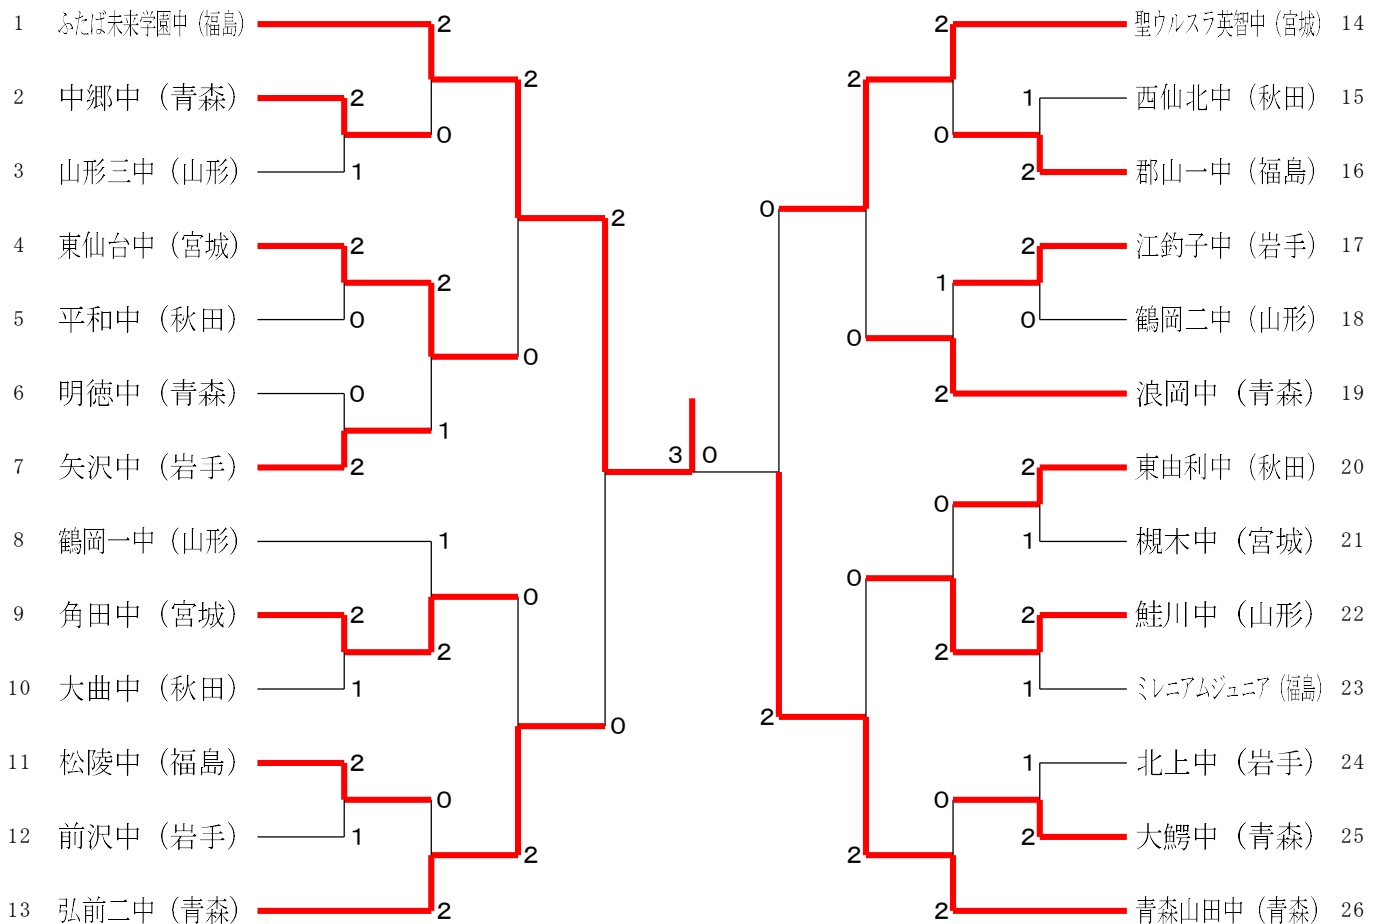 1 ふたば未来学園中（福島） 2 2 聖ウルスラ英智中（宮城） 14
2 2
2 中郷中（青森） 2 1 西仙北中（秋田） 15
0 0
3 山形三中（山形） 1 2 郡山一中（福島） 16
2 0
4 東仙台中（宮城） 2 2 江釣子中（岩手） 17
2 1
5 平和中（秋田） 0 0 鶴岡二中（山形） 18
0 0
6 明徳中（青森） 0 2 浪岡中（青森） 19
1
3 0
7 矢沢中（岩手） 2 2 東由利中（秋田） 20
0
8 鶴岡一中（山形） 1 1 槻木中（宮城） 21
0
0
9 角田中（宮城） 2 2 鮭川中（山形） 22
2 2
10 大曲中（秋田） 1 1 ミレニアムジュニア（福島） 23
0 2
11 松陵中（福島） 2 1 北上中（岩手） 24
0 0
12 前沢中（岩手） 1 2 大鰐中（青森） 25
2 2
13 弘前二中（青森） 2 2 青森山田中（青森） 26